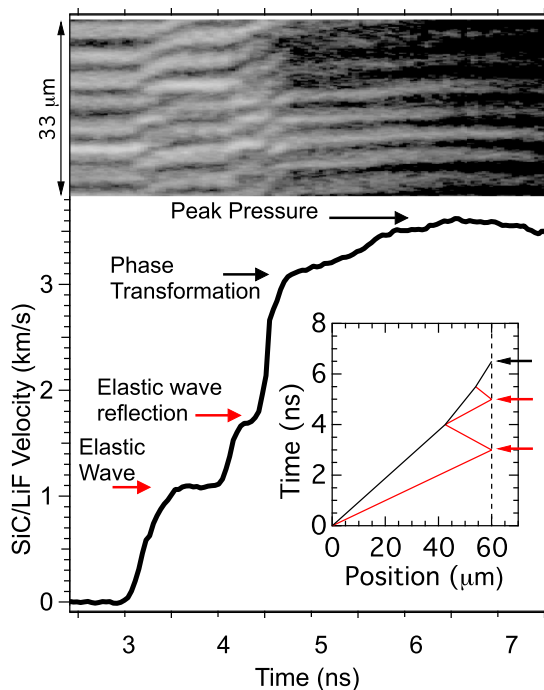 33 μm
Peak Pressure
Phase
Transformation
Elastic wave
reflection
Elastic
Wave
SiC/LiF Velocity (km/s)
3
2
1
0
3
4
5
6
7
Time (ns)
8
6
4
2
0
Time (ns)
0
20
40
60
Position (μm)